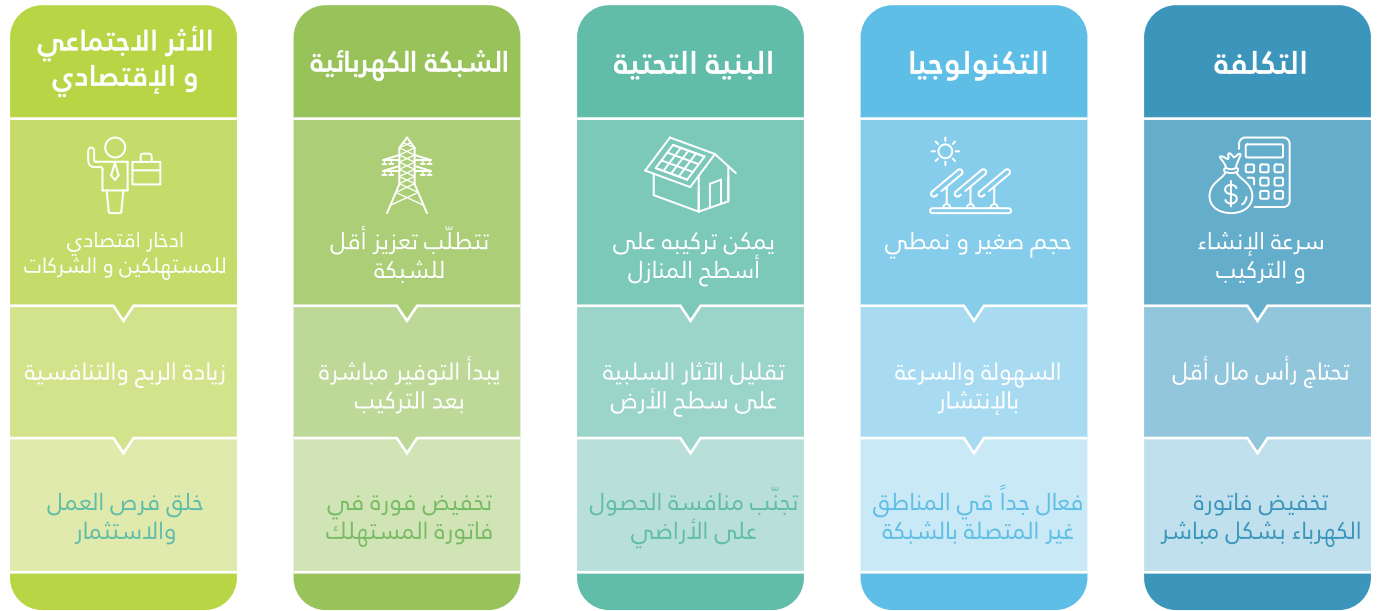 التكلفة
سرعة الإنشاء
و التركيب
تحتاج رأس مال أقل
تخفيض فاتورة
الكهرباء بشكل مباشر
التكنولوجيا
حجم صغير و نمطي
السهولة والسرعة
بالإنتشار
فعال جداً قي المناطق
غير المتصلة بالشبكة
البنية التحتية
يمكن تركيبه على
أسطح المنازل
تقليل الآثار السلبية
على سطح الأرض
تجنّب منافسة الحصول
على الأراضي
الشبكة الكهربائية
تتطلّب تعزيز أقل
للشبكة
يبدأ التوفير مباشرة
بعد التركيب
تخفيض فورة في
فاتورة المستهلك
الأثر الاجتماعي
و الإقتصادي
ادخار اقتصادي
للمستهلكين و الشركات
زيادة الربح والتنافسية
خلق فرص العمل
والاستثمار